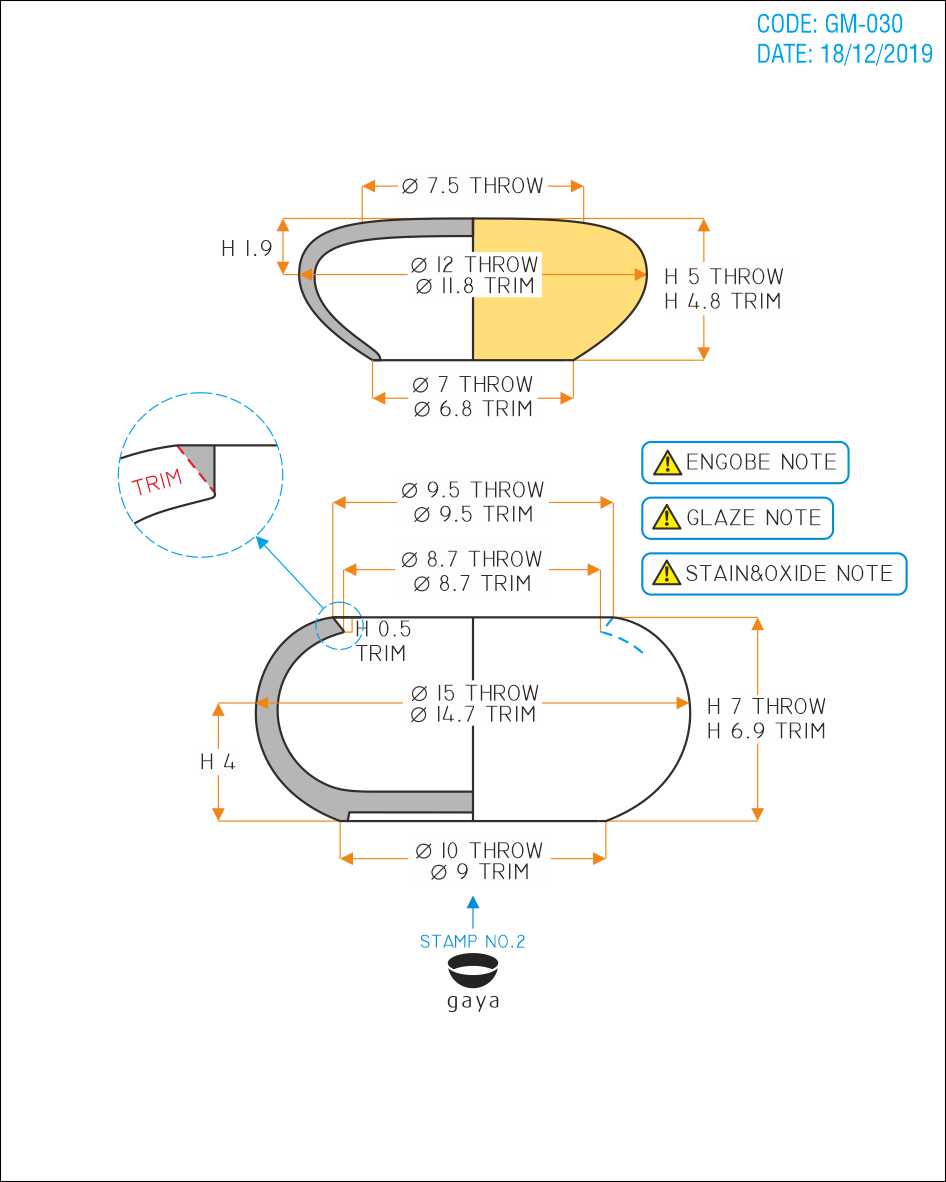 CODE: GM-030
DATE: 18/12/2019
Ø 7.5 THROW
H 1.9
Ø 12 THROW
Ø 11.8 TRIM
H 5 THROW
H 4.8 TRIM
Ø 7 THROW
Ø 6.8 TRIM
TRIM
ENGOBE NOTE
Ø 9.5 THROW
Ø 9.5 TRIM
GLAZE NOTE
Ø 8.7 THROW
Ø 8.7 TRIM
STAIN&OXIDE NOTE
H 0.5
TRIM
Ø 15 THROW
Ø 14.7 TRIM
H 7 THROW
H 6.9 TRIM
H 4
Ø 10 THROW
Ø 9 TRIM
STAMP NO.2
gaya